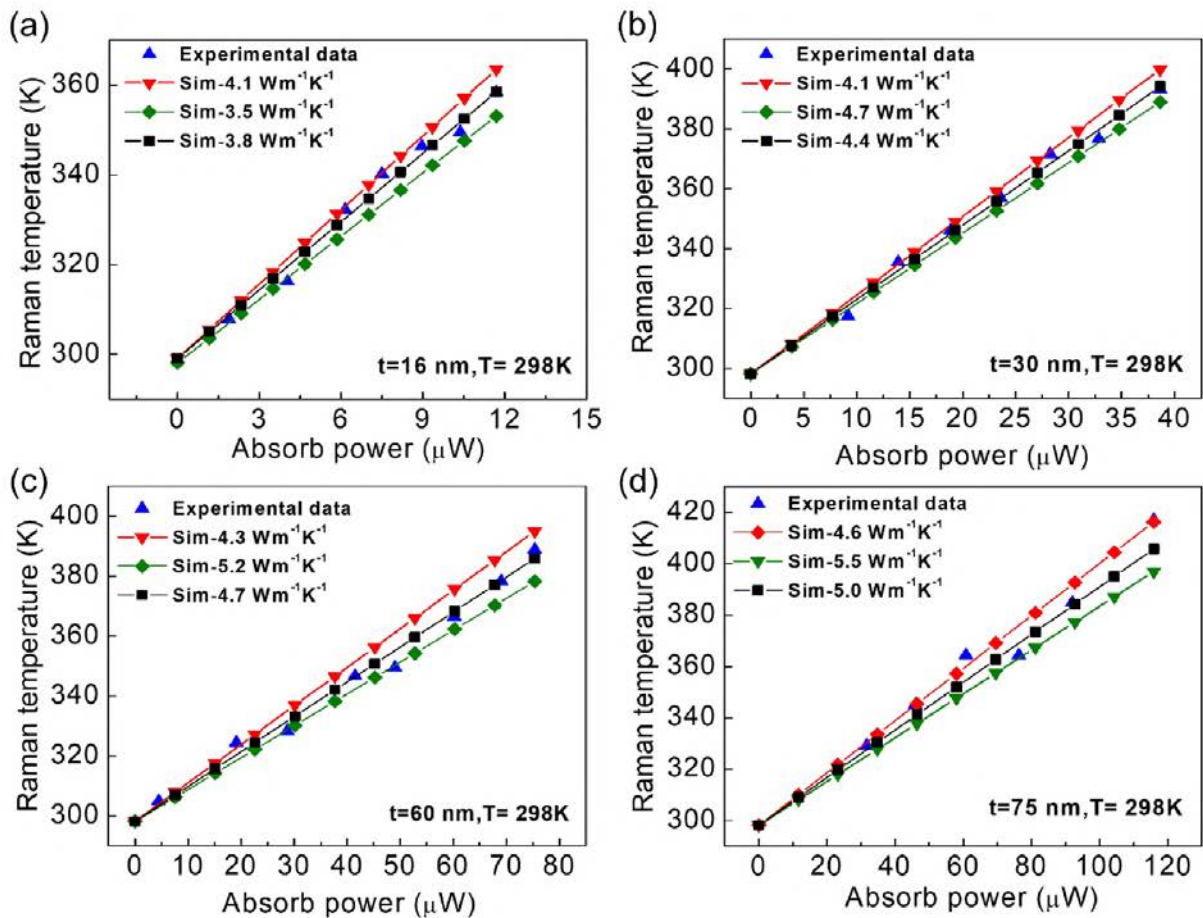 (a)
Experimental data
Sim-4.1 Wm⁻¹K⁻¹
Sim-3.5 Wm⁻¹K⁻¹
Sim-3.8 Wm⁻¹K⁻¹
Raman temperature (K)
360
340
320
300
t=16 nm,T= 298K
0 3 6 9 12 15
Absorb power (μW)
(b)
Experimental data
Sim-4.1 Wm⁻¹K⁻¹
Sim-4.7 Wm⁻¹K⁻¹
Sim-4.4 Wm⁻¹K⁻¹
Raman temperature (K)
400
380
360
340
320
300
t=30 nm,T= 298K
0 5 10 15 20 25 30 35 40
Absorb power (μW)
(c)
Experimental data
Sim-4.3 Wm⁻¹K⁻¹
Sim-5.2 Wm⁻¹K⁻¹
Sim-4.7 Wm⁻¹K⁻¹
Raman temperature (K)
400
380
360
340
320
300
t=60 nm,T= 298K
0 10 20 30 40 50 60 70 80
Absorb power (μW)
(d)
Experimental data
Sim-4.6 Wm⁻¹K⁻¹
Sim-5.5 Wm⁻¹K⁻¹
Sim-5.0 Wm⁻¹K⁻¹
Raman temperature (K)
420
400
380
360
340
320
300
t=75 nm,T= 298K
0 20 40 60 80 100 120
Absorb power (μW)